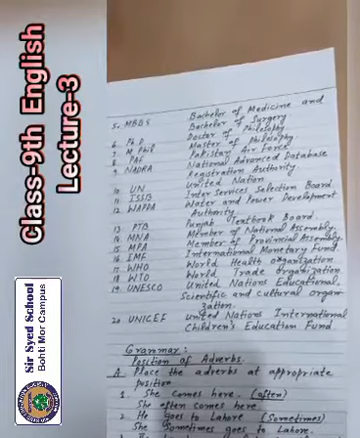 Class-9th English
Lecture-3
Sir Syed School
Bohti Mor Campus
5. MBBS Bachelor of Medicine and
Bachelor of Surgery
6. Ph.D Doctor of Philosophy
7. M. Phil Master of Philosophy.
8. PAF Pakistan Air Force
9. NADRA National Advanced Database
Registration Authority.
10. UN United Nation
11. ISSB Inter Services Selection Board.
12. WAPDA Water and Power Development
Authority.
13. PTB Punjab Textbook Board.
14. MNA Member of National Assembly.
15. MPA Member of Provincial Assembly.
16. EMF International Monetary Fund
17. WHO World Health organization
18. WTO World Trade organization
19. UNESCO United Nations Educational,
Scientific and cultural organ-
ization.
20. UNICEF United Nations International
Children's Education Fund
Grammar:
Position of Adverbs.
A. Place the adverbs at appropriate
position
1. She comes here. (often)
She often comes here.
2. He goes to Lahore (Sometimes)
She Sometimes goes to Lahore.